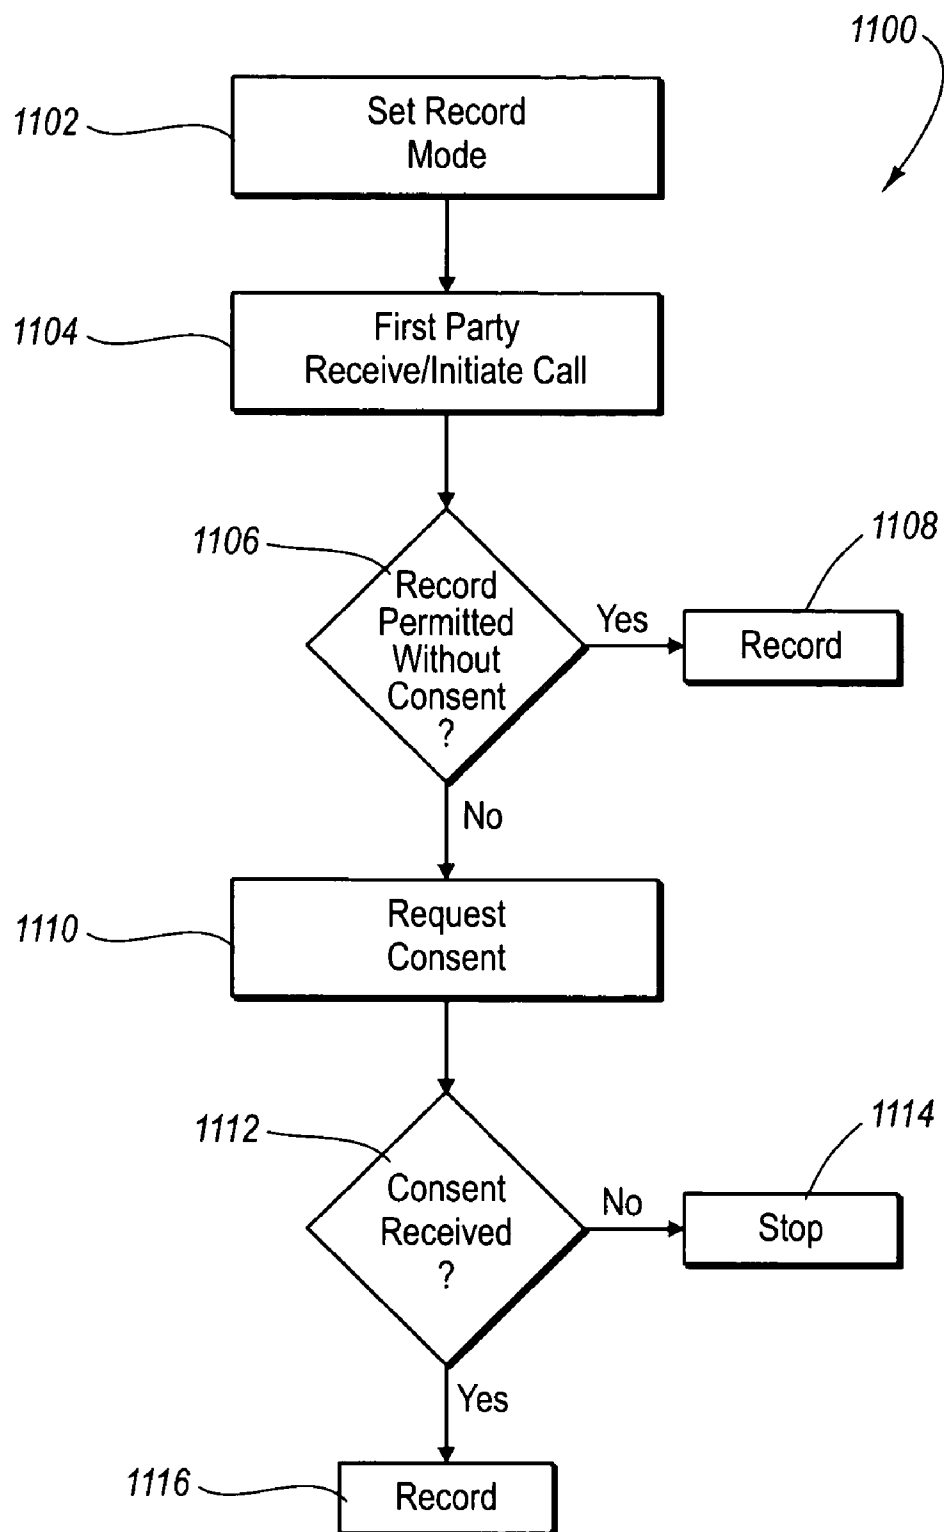 1100
1102
Set Record
Mode
1104
First Party
Receive/Initiate Call
1106
Record
Permitted
Without
Consent
?
Yes
1108
Record
No
1110
Request
Consent
1112
Consent
Received
?
No
1114
Stop
Yes
1116
Record